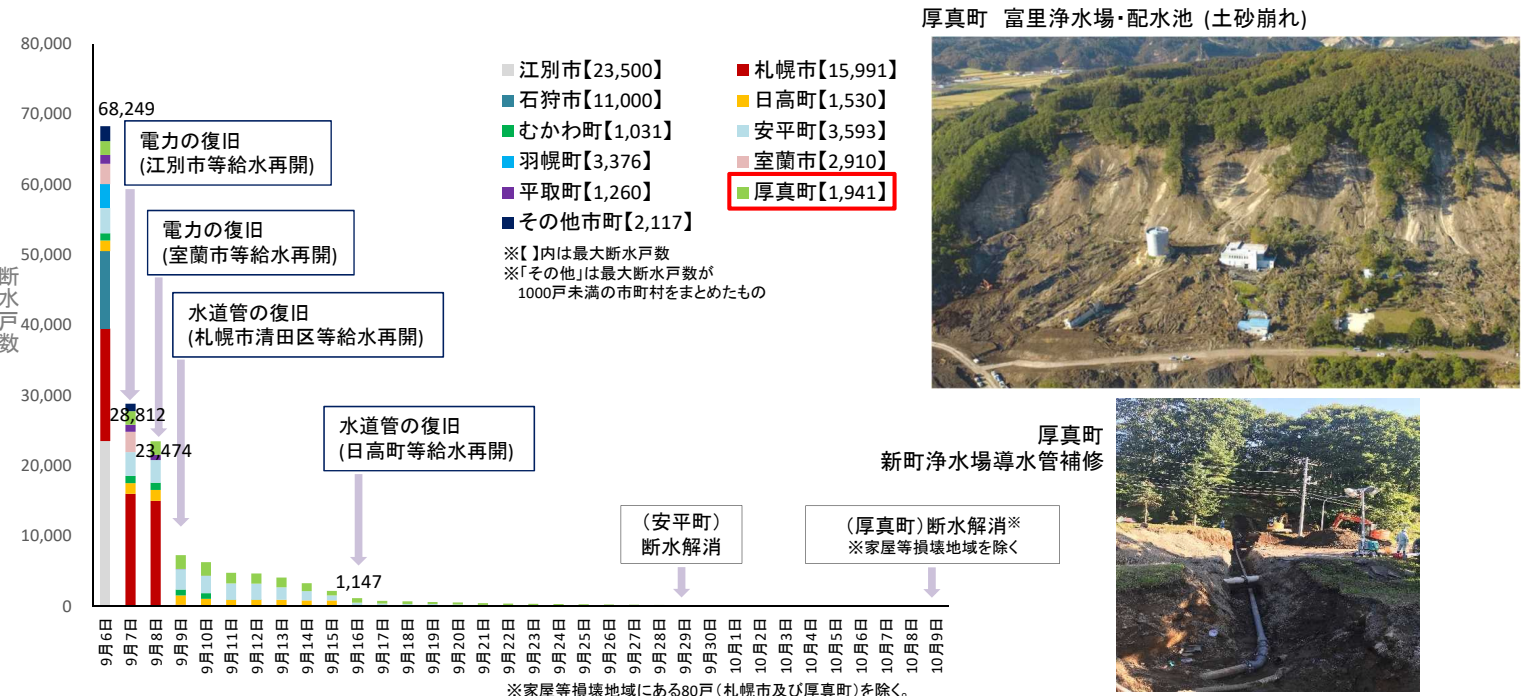 厚真町 富里浄水場・配水池 (土砂崩れ)
80,000
70,000
60,000
50,000
40,000
30,000
20,000
10,000
0
断水戸数
68,249
28,812
23,474
1,147
電力の復旧
(江別市等給水再開)
電力の復旧
(室蘭市等給水再開)
水道管の復旧
(札幌市清田区等給水再開)
水道管の復旧
(日高町等給水再開)
(安平町)
断水解消
(厚真町)断水解消※
※家屋等損壊地域を除く
江別市【23,500】
札幌市【15,991】
石狩市【11,000】
日高町【1,530】
むかわ町【1,031】
安平町【3,593】
羽幌町【3,376】
室蘭市【2,910】
平取町【1,260】
厚真町【1,941】
その他市町【2,117】
※【 】内は最大断水戸数
※「その他」は最大断水戸数が
1000戸未満の市町村をまとめたもの
厚真町
新町浄水場導水管補修
9月6日
9月7日
9月8日
9月9日
9月10日
9月11日
9月12日
9月13日
9月14日
9月15日
9月16日
9月17日
9月18日
9月19日
9月20日
9月21日
9月22日
9月23日
9月24日
9月25日
9月26日
9月27日
9月28日
9月29日
9月30日
10月1日
10月2日
10月3日
10月4日
10月5日
10月6日
10月7日
10月8日
10月9日
※家屋等損壊地域にある80戸(札幌市及び厚真町)を除く。